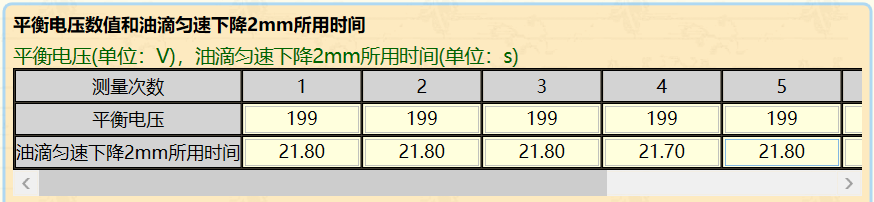 平衡电压数值和油滴匀速下降2mm所用时间
平衡电压(单位：V)，油滴匀速下降2mm所用时间(单位：s)
测量次数 1 2 3 4 5
平衡电压 199 199 199 199 199
油滴匀速下降2mm所用时间 21.80 21.80 21.80 21.70 21.80